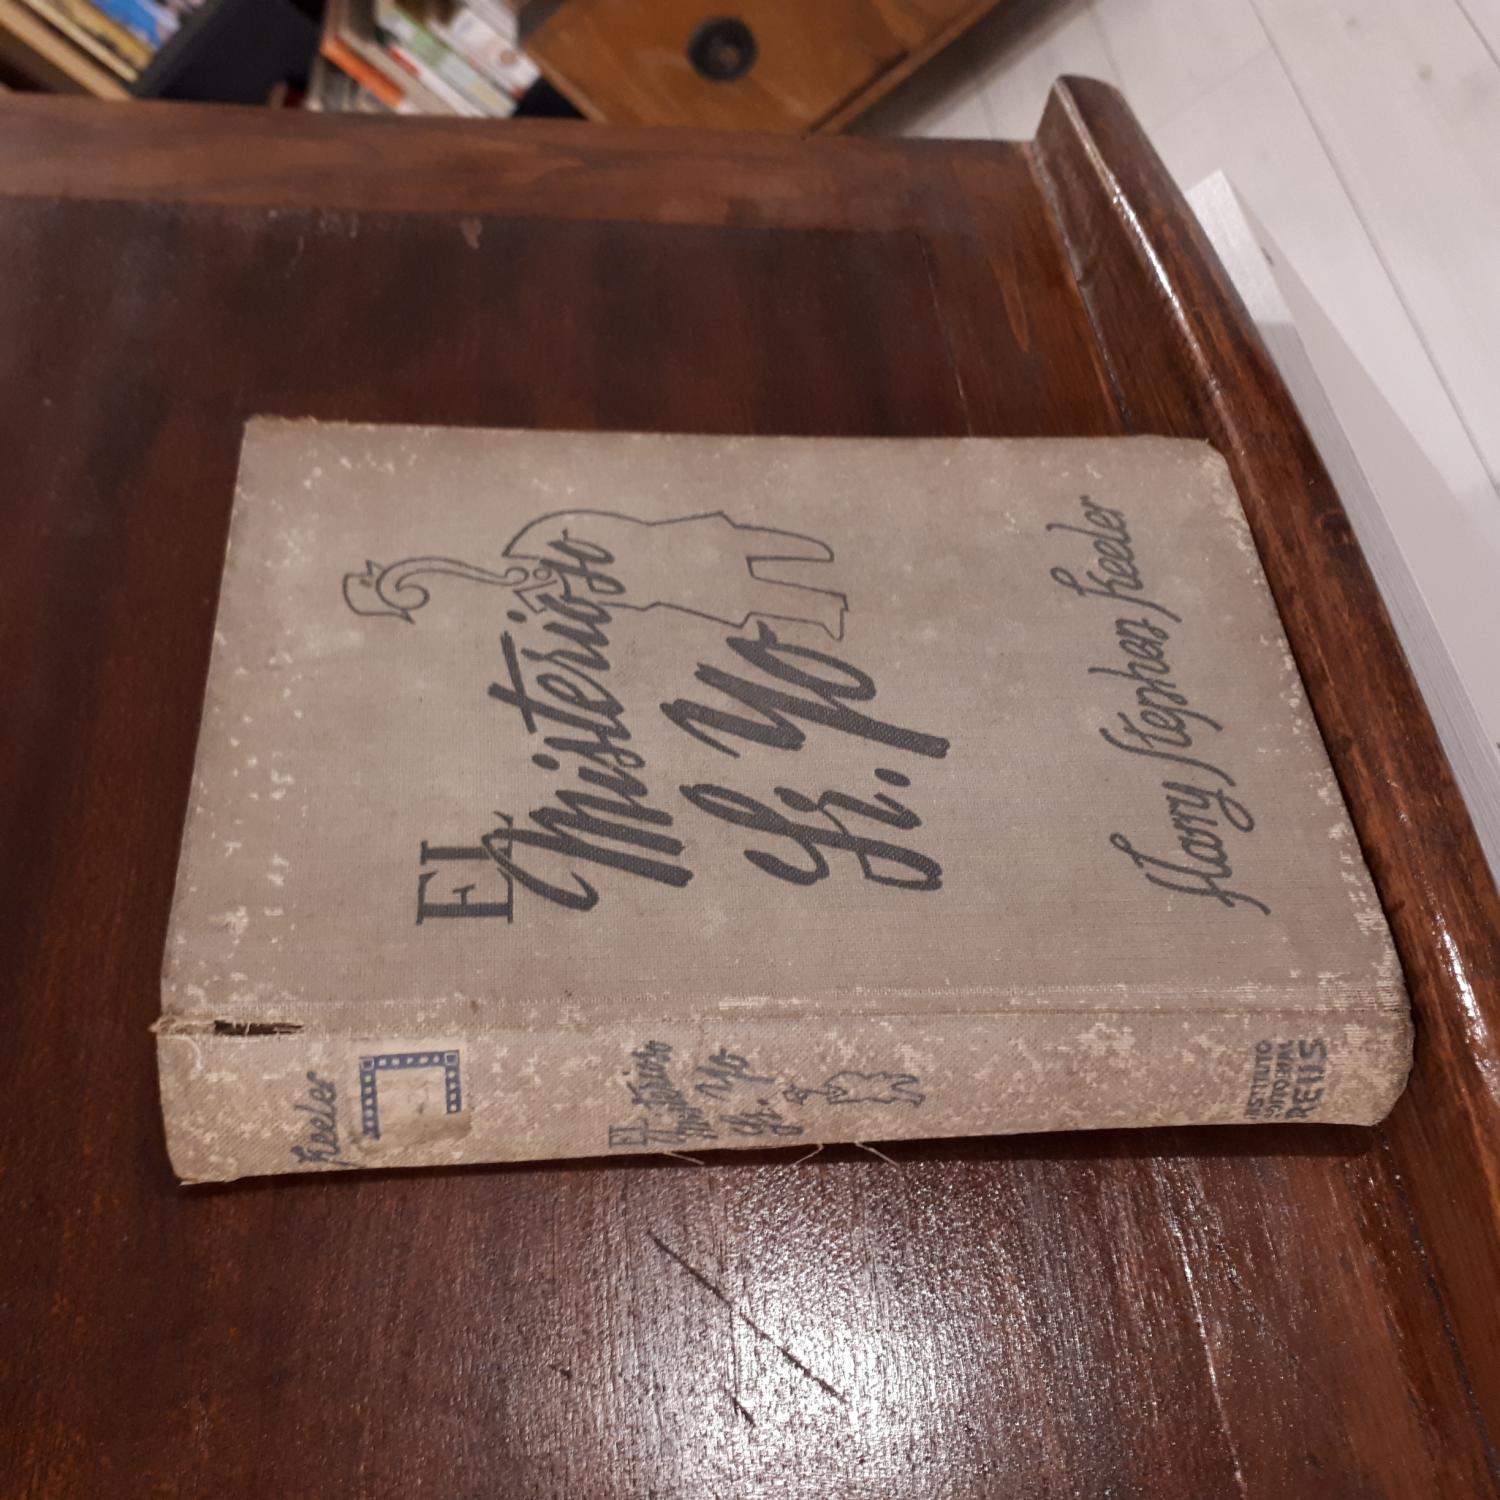 EL
Misterioso
Sr. Yo
Harry Stephen Keeler
Keeler
EL
Misterioso
Sr. Yo
INSTITUTO
EDITORIAL
REUS